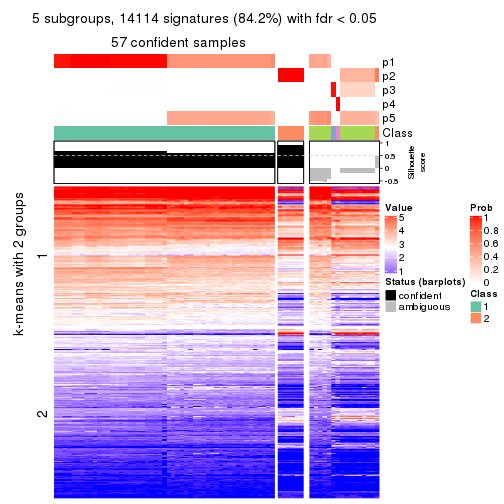 5 subgroups, 14114 signatures (84.2%) with fdr < 0.05
57 confident samples
p1
p2
p3
p4
p5
Class
1
0.5
0
-0.5
Silhouette
score
k-means with 2 groups
1
2
Value
5
4
3
2
1
Prob
1
0.8
0.6
0.4
0.2
0
Status (barplots)
confident
ambiguous
Class
1
2